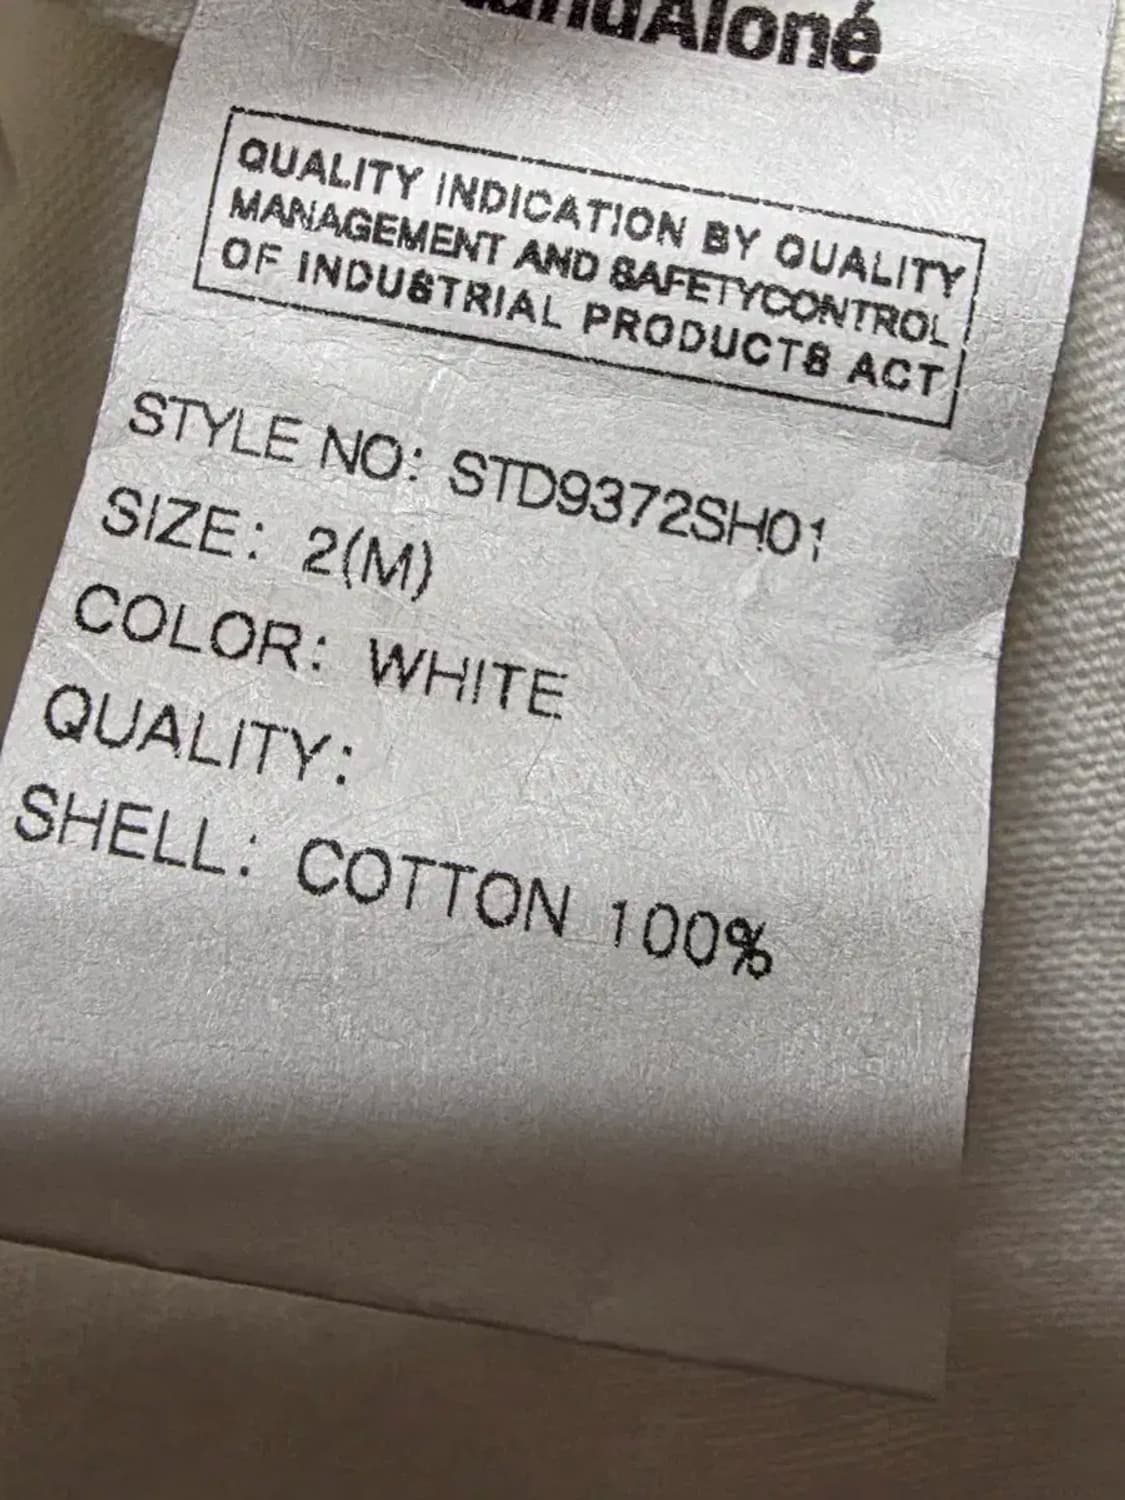 QUALITY INDICATION BY QUALITY
MANAGEMENT AND SAFETYCONTROL
OF INDUSTRIAL PRODUCTS ACT
STYLE NO: STD9372SH01
SIZE: 2(M)
COLOR: WHITE
QUALITY:
SHELL: COTTON 100%